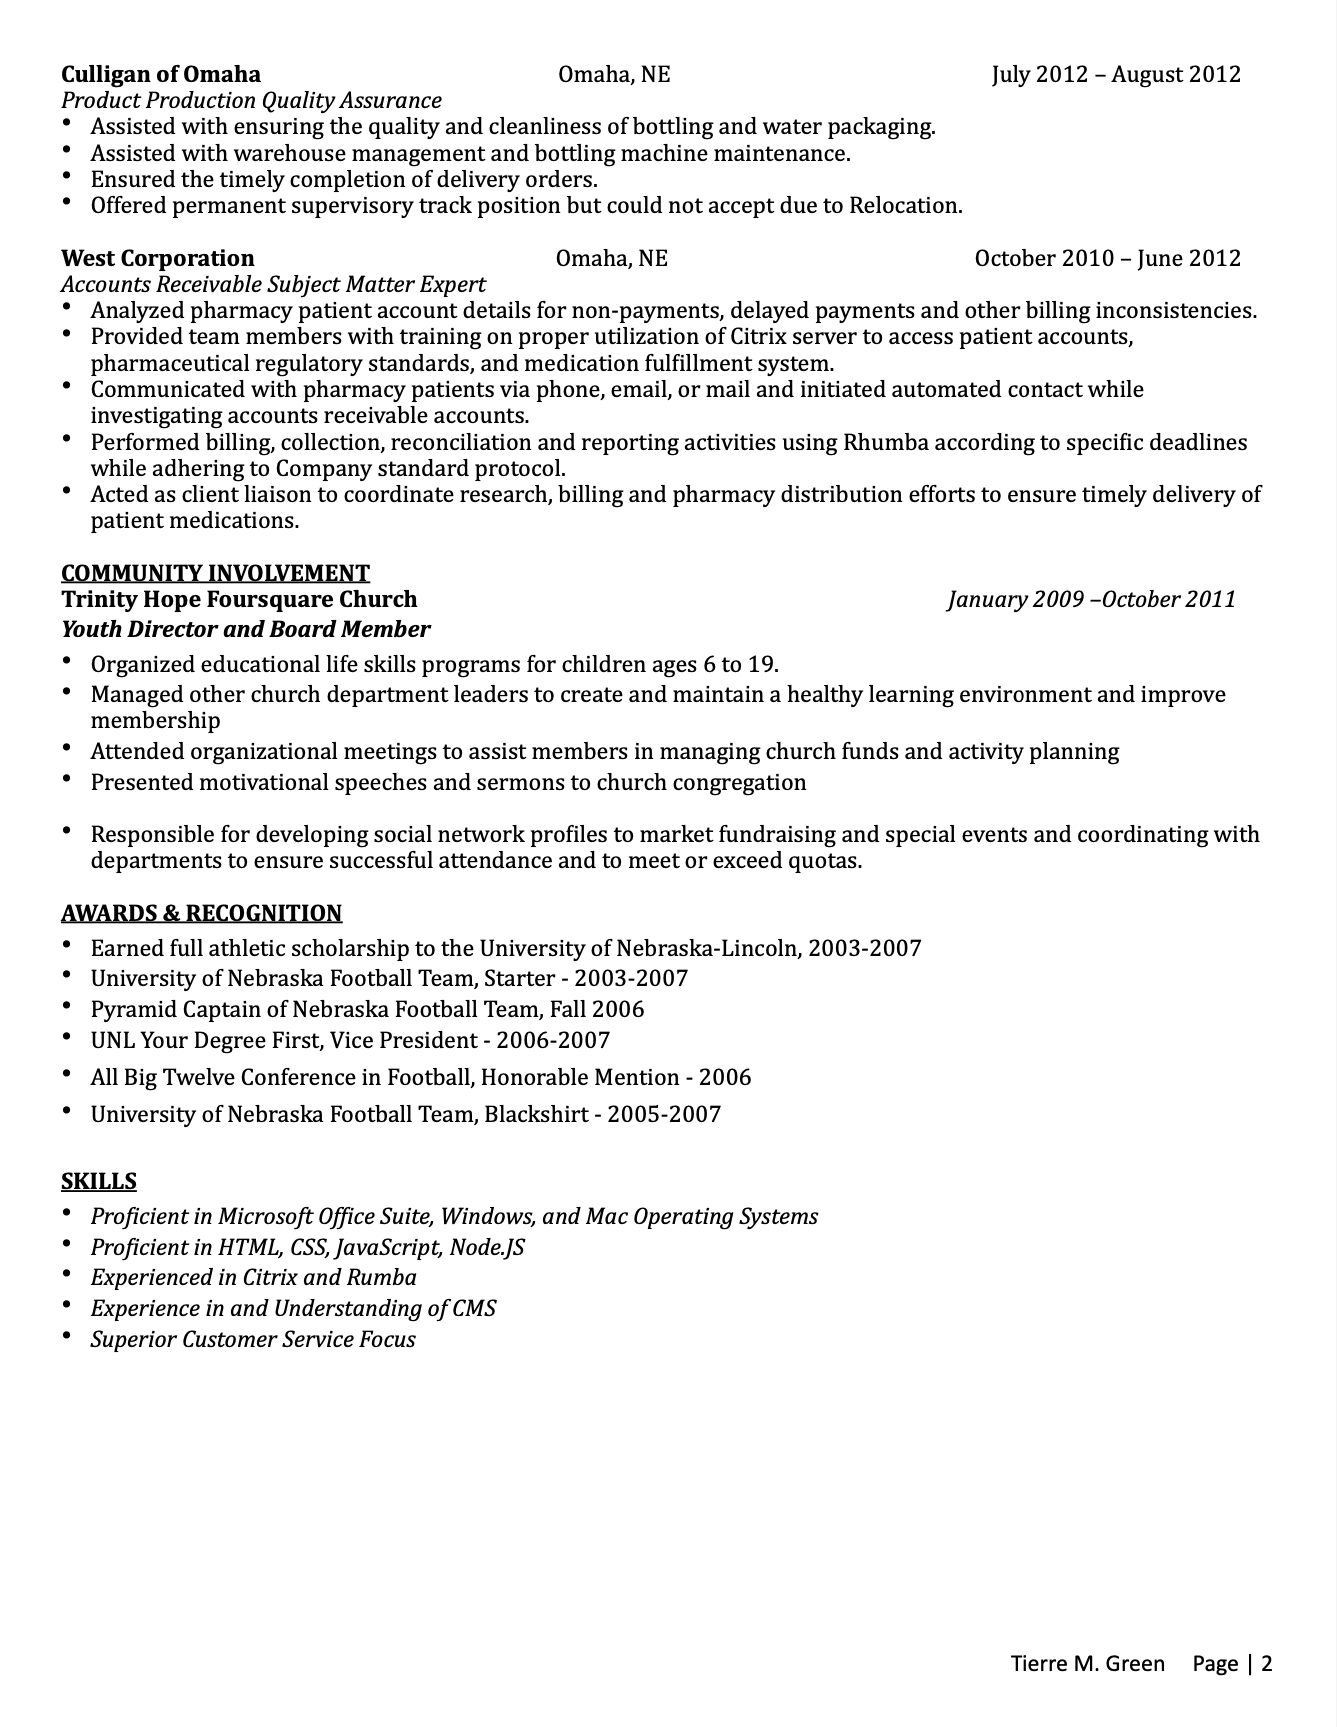 Culligan of Omaha Omaha, NE July 2012 – August 2012
Product Production Quality Assurance
• Assisted with ensuring the quality and cleanliness of bottling and water packaging.
• Assisted with warehouse management and bottling machine maintenance.
• Ensured the timely completion of delivery orders.
• Offered permanent supervisory track position but could not accept due to Relocation.
West Corporation Omaha, NE October 2010 – June 2012
Accounts Receivable Subject Matter Expert
• Analyzed pharmacy patient account details for non-payments, delayed payments and other billing inconsistencies.
• Provided team members with training on proper utilization of Citrix server to access patient accounts,
pharmaceutical regulatory standards, and medication fulfillment system.
• Communicated with pharmacy patients via phone, email, or mail and initiated automated contact while
investigating accounts receivable accounts.
• Performed billing, collection, reconciliation and reporting activities using Rhumba according to specific deadlines
while adhering to Company standard protocol.
• Acted as client liaison to coordinate research, billing and pharmacy distribution efforts to ensure timely delivery of
patient medications.
COMMUNITY INVOLVEMENT
Trinity Hope Foursquare Church January 2009 –October 2011
Youth Director and Board Member
• Organized educational life skills programs for children ages 6 to 19.
• Managed other church department leaders to create and maintain a healthy learning environment and improve
membership
• Attended organizational meetings to assist members in managing church funds and activity planning
• Presented motivational speeches and sermons to church congregation
• Responsible for developing social network profiles to market fundraising and special events and coordinating with
departments to ensure successful attendance and to meet or exceed quotas.
AWARDS & RECOGNITION
• Earned full athletic scholarship to the University of Nebraska-Lincoln, 2003-2007
• University of Nebraska Football Team, Starter - 2003-2007
• Pyramid Captain of Nebraska Football Team, Fall 2006
• UNL Your Degree First, Vice President - 2006-2007
• All Big Twelve Conference in Football, Honorable Mention - 2006
• University of Nebraska Football Team, Blackshirt - 2005-2007
SKILLS
• Proficient in Microsoft Office Suite, Windows, and Mac Operating Systems
• Proficient in HTML, CSS, JavaScript, Node.JS
• Experienced in Citrix and Rumba
• Experience in and Understanding of CMS
• Superior Customer Service Focus
Tierre M. Green Page | 2